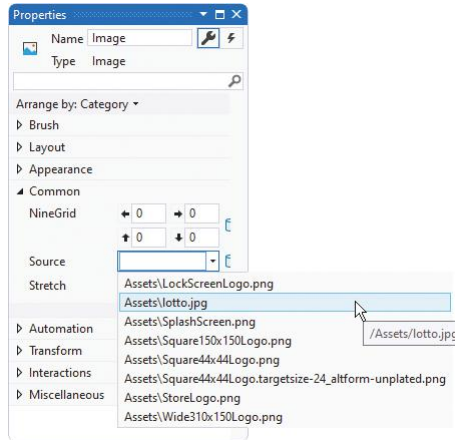 Properties
Name Image
Type Image
Arrange by: Category
Brush
Layout
Appearance
Common
NineGrid 0 0
0 0
Source
Stretch
Assets\LockScreenLogo.png
Assets\lotto.jpg
Assets\SplashScreen.png
/Assets/lotto.jpg
Assets\Square150x150Logo.png
Assets\Square44x44Logo.png
Assets\Square44x44Logo.targetsize-24_altform-unplated.png
Assets\StoreLogo.png
Assets\Wide310x150Logo.png
Automation
Transform
Interactions
Miscellaneous